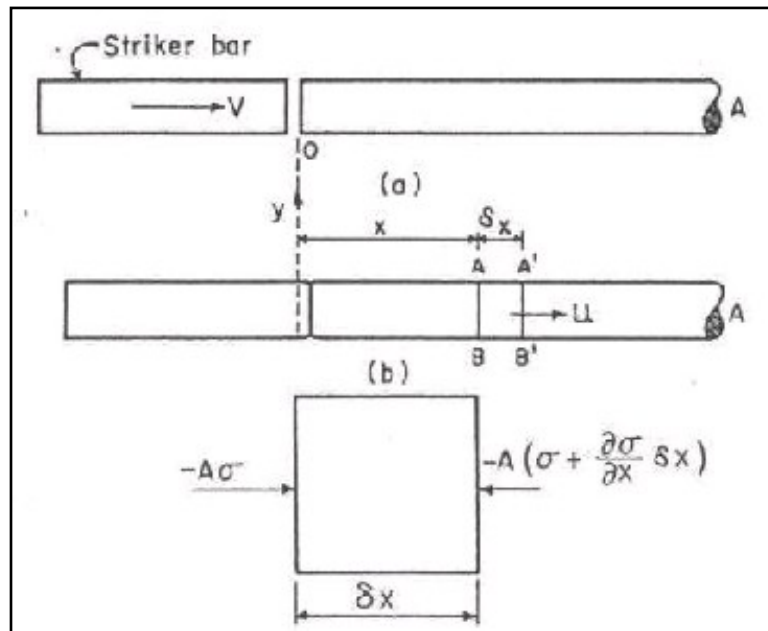 Striker bar
V
A
O
(a)
y
x
δx
A A'
U
A
B B'
(b)
-Aσ
-A(σ + ∂σ/∂x δx)
δx